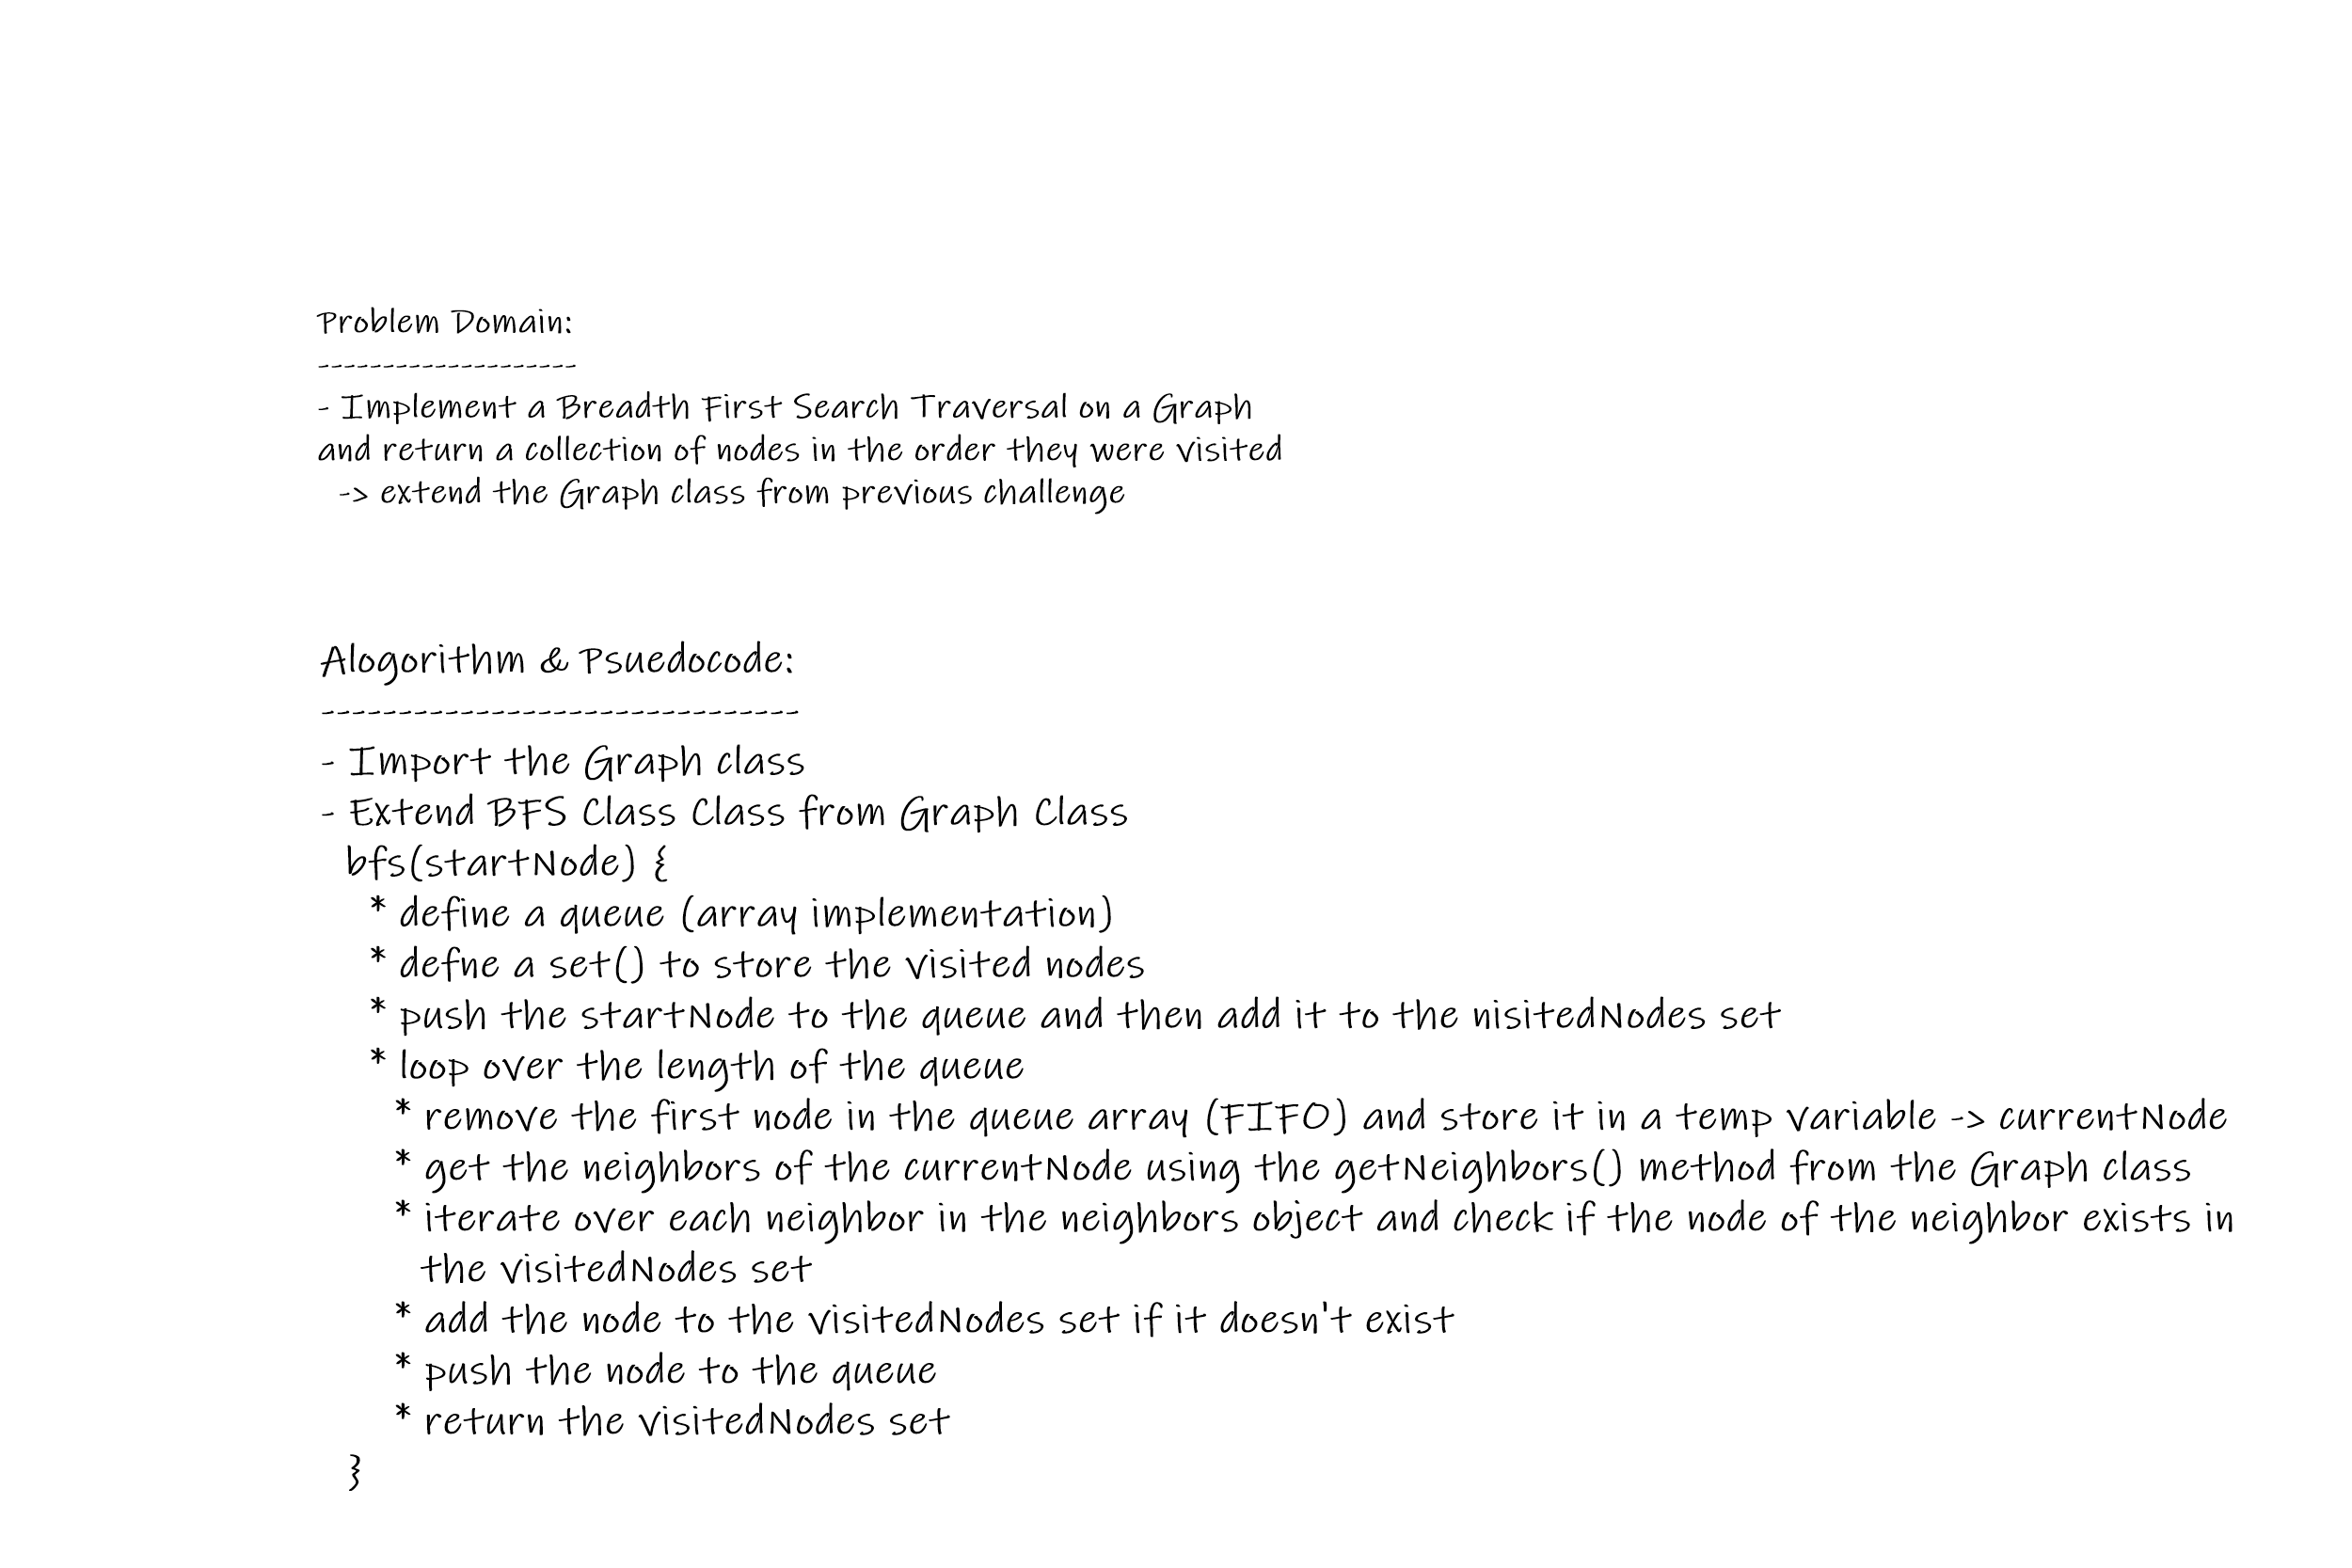 Problem Domain:
--------------------
- Implement a Breadth First Search Traversal on a Graph
and return a collection of nodes in the order they were visited
-> extend the Graph class from previous challenge
Alogorithm & Psuedocode:
-------------------------------
- Import the Graph class
- Extend BFS Class Class from Graph Class
bfs(startNode) {
* define a queue (array implementation)
* defne a set() to store the visited nodes
* push the startNode to the queue and then add it to the nisitedNodes set
* loop over the length of the queue
* remove the first node in the queue array (FIFO) and store it in a temp variable -> currentNode
* get the neighbors of the currentNode using the getNeighbors() method from the Graph class
* iterate over each neighbor in the neighbors object and check if the node of the neighbor exists in
the visitedNodes set
* add the node to the visitedNodes set if it doesn't exist
* push the node to the queue
* return the visitedNodes set
}